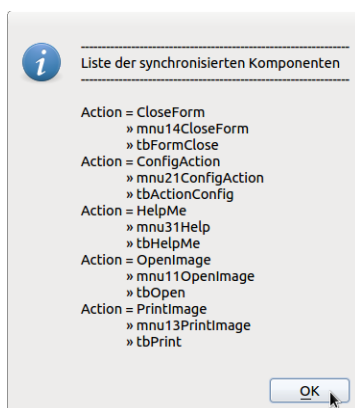 i
--------------------------------------------------------------------
Liste der synchronisierten Komponenten
--------------------------------------------------------------------
Action = CloseForm
» mnu14CloseForm
» tbFormClose
Action = ConfigAction
» mnu21ConfigAction
» tbActionConfig
Action = HelpMe
» mnu31Help
» tbHelpMe
Action = OpenImage
» mnu11OpenImage
» tbOpen
Action = PrintImage
» mnu13PrintImage
» tbPrint
OK